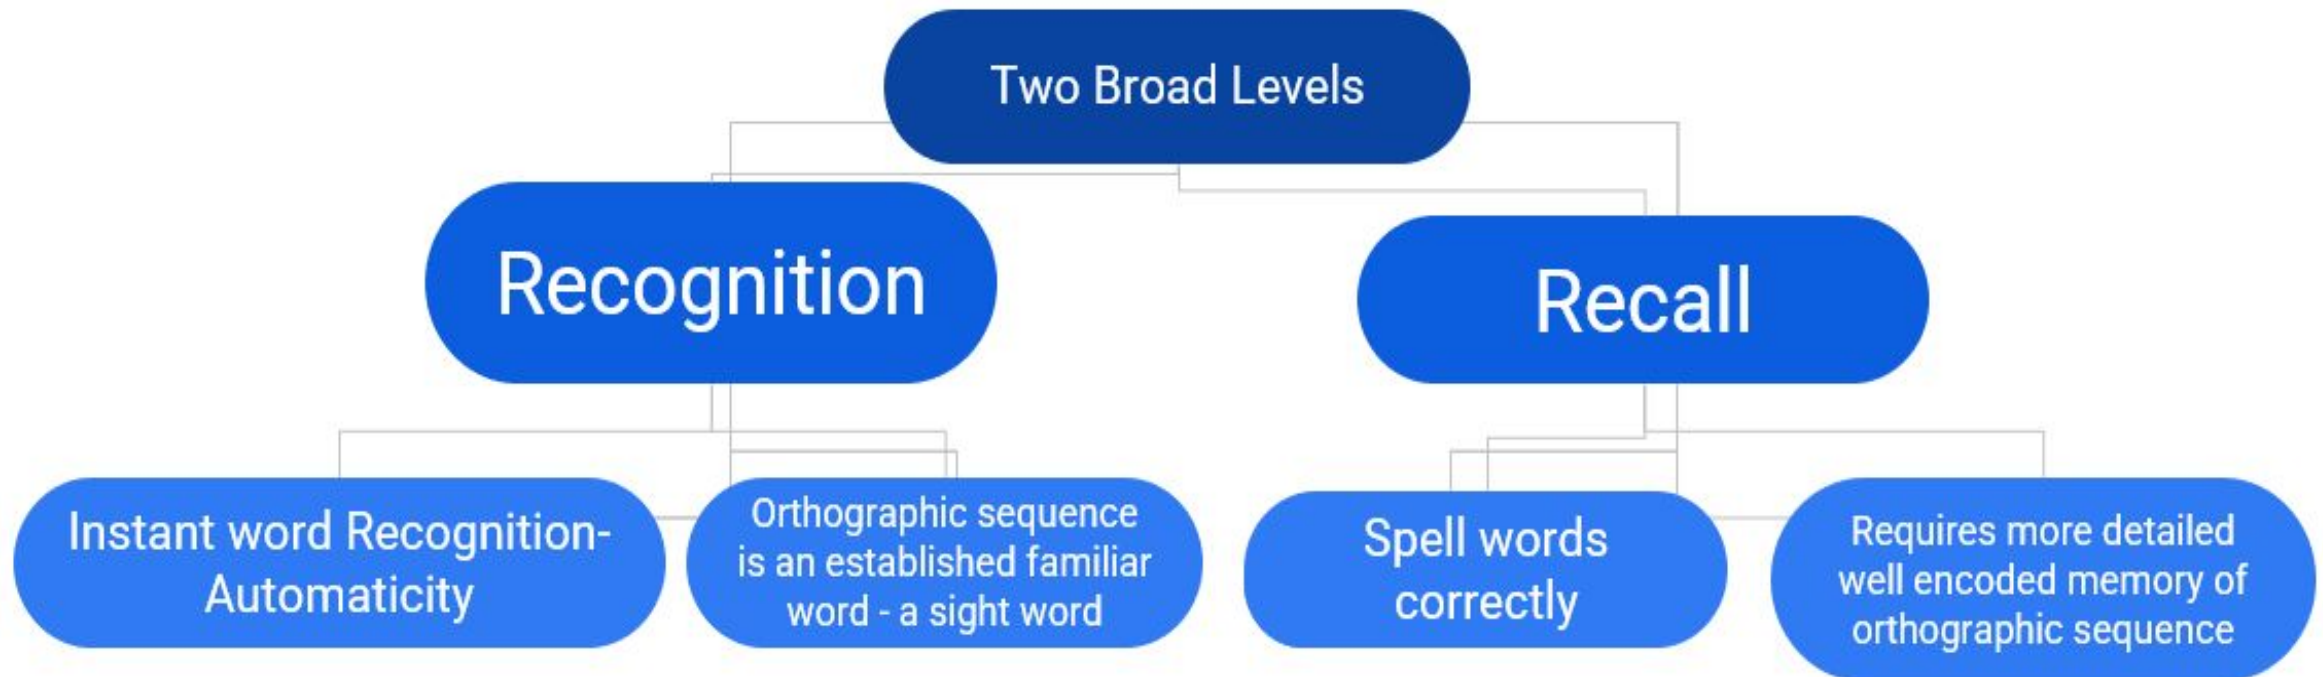 Two Broad Levels
Recognition
Recall
Instant word Recognition-
Automaticity
Orthographic sequence
is an established familiar
word - a sight word
Spell words
correctly
Requires more detailed
well encoded memory of
orthographic sequence